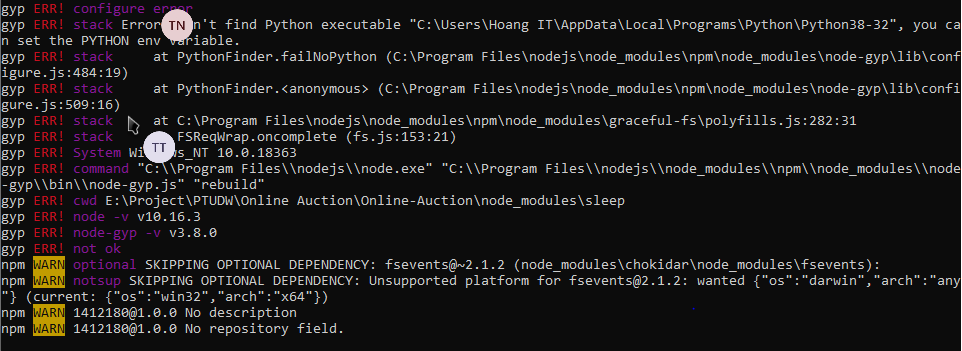 gyp ERR! configure error
gyp ERR! stack Error n't find Python executable "C:\Users\Hoang IT\AppData\Local\Programs\Python\Python38-32", you ca
n set the PYTHON env variable.
gyp ERR! stack     at PythonFinder.failNoPython (C:\Program Files\nodejs\node_modules\npm\node_modules\node-gyp\lib\conf
igure.js:484:19)
gyp ERR! stack     at PythonFinder.<anonymous> (C:\Program Files\nodejs\node_modules\npm\node_modules\node-gyp\lib\confi
gure.js:509:16)
gyp ERR! stack     at C:\Program Files\nodejs\node_modules\npm\node_modules\graceful-fs\polyfills.js:282:31
gyp ERR! stack     FSReqWrap.oncomplete (fs.js:153:21)
gyp ERR! System Wi s_NT 10.0.18363
gyp ERR! command "C:\\Program Files\\nodejs\\node.exe" "C:\\Program Files\\nodejs\\node_modules\\npm\\node_modules\\node
-gyp\\bin\\node-gyp.js" "rebuild"
gyp ERR! cwd E:\Project\PTUDW\Online Auction\Online-Auction\node_modules\sleep
gyp ERR! node -v v10.16.3
gyp ERR! node-gyp -v v3.8.0
gyp ERR! not ok
npm WARN optional SKIPPING OPTIONAL DEPENDENCY: fsevents@~2.1.2 (node_modules\chokidar\node_modules\fsevents):
npm WARN notsup SKIPPING OPTIONAL DEPENDENCY: Unsupported platform for fsevents@2.1.2: wanted {"os":"darwin","arch":"any
"} (current: {"os":"win32","arch":"x64"})
npm WARN 1412180@1.0.0 No description
npm WARN 1412180@1.0.0 No repository field.
TN
TT